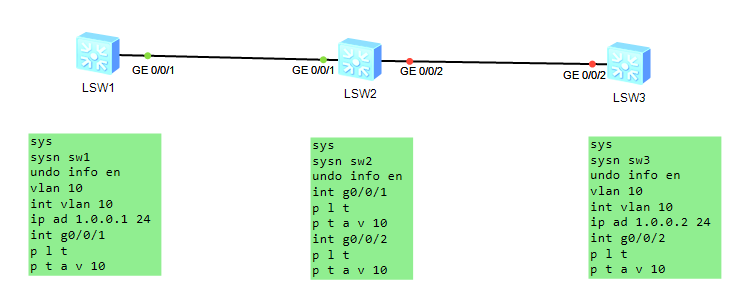 GE 0/0/1
GE 0/0/1
GE 0/0/2
GE 0/0/2
LSW1
LSW2
LSW3
sys
sysn sw1
undo info en
vlan 10
int vlan 10
ip ad 1.0.0.1 24
int g0/0/1
p l t
p t a v 10
sys
sysn sw2
undo info en
int g0/0/1
p l t
p t a v 10
int g0/0/2
p l t
p t a v 10
sys
sysn sw3
undo info en
vlan 10
int vlan 10
ip ad 1.0.0.2 24
int g0/0/2
p l t
p t a v 10